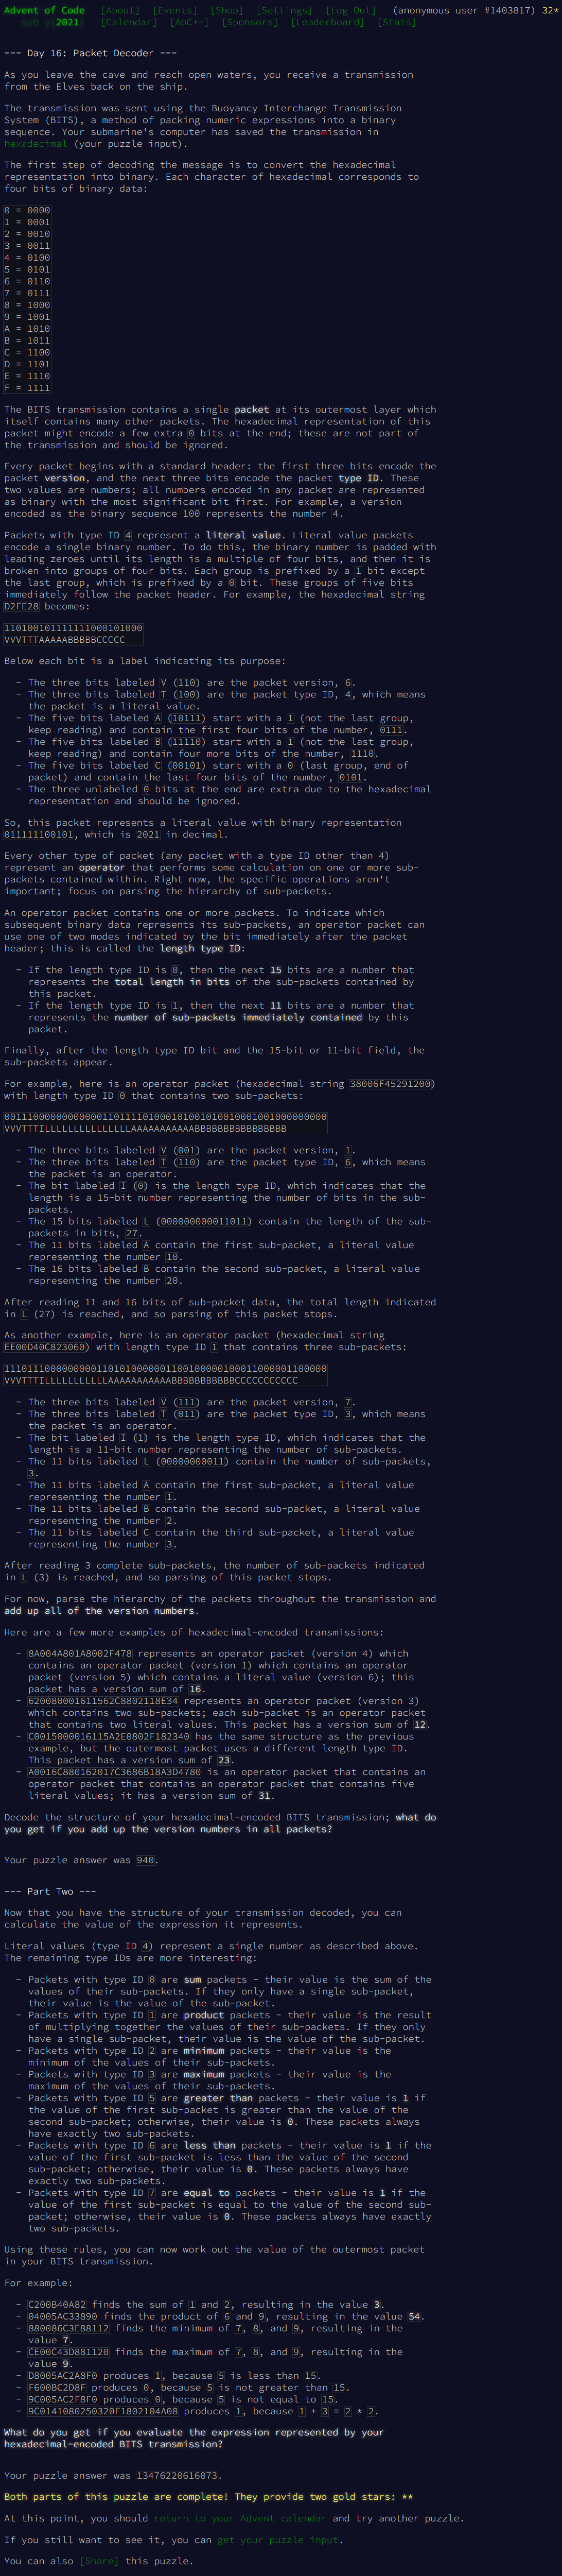 Advent of Code [About] [Events] [Shop] [Settings] [Log Out] (anonymous user #1403817) 32*
sub y{2021} [Calendar] [AoC++] [Sponsors] [Leaderboard] [Stats]
--- Day 16: Packet Decoder ---
As you leave the cave and reach open waters, you receive a transmission
from the Elves back on the ship.
The transmission was sent using the Buoyancy Interchange Transmission
System (BITS), a method of packing numeric expressions into a binary
sequence. Your submarine's computer has saved the transmission in
hexadecimal (your puzzle input).
The first step of decoding the message is to convert the hexadecimal
representation into binary. Each character of hexadecimal corresponds to
four bits of binary data:
0 = 0000
1 = 0001
2 = 0010
3 = 0011
4 = 0100
5 = 0101
6 = 0110
7 = 0111
8 = 1000
9 = 1001
A = 1010
B = 1011
C = 1100
D = 1101
E = 1110
F = 1111
The BITS transmission contains a single packet at its outermost layer which
itself contains many other packets. The hexadecimal representation of this
packet might encode a few extra 0 bits at the end; these are not part of
the transmission and should be ignored.
Every packet begins with a standard header: the first three bits encode the
packet version, and the next three bits encode the packet type ID. These
two values are numbers; all numbers encoded in any packet are represented
as binary with the most significant bit first. For example, a version
encoded as the binary sequence 100 represents the number 4.
Packets with type ID 4 represent a literal value. Literal value packets
encode a single binary number. To do this, the binary number is padded with
leading zeroes until its length is a multiple of four bits, and then it is
broken into groups of four bits. Each group is prefixed by a 1 bit except
the last group, which is prefixed by a 0 bit. These groups of five bits
immediately follow the packet header. For example, the hexadecimal string
D2FE28 becomes:
110100101111111000101000
VVVTTTAAAAABBBBBCCCCC
Below each bit is a label indicating its purpose:
- The three bits labeled V (110) are the packet version, 6.
- The three bits labeled T (100) are the packet type ID, 4, which means
the packet is a literal value.
- The five bits labeled A (10111) start with a 1 (not the last group,
keep reading) and contain the first four bits of the number, 0111.
- The five bits labeled B (11110) start with a 1 (not the last group,
keep reading) and contain four more bits of the number, 1110.
- The five bits labeled C (00101) start with a 0 (last group, end of
packet) and contain the last four bits of the number, 0101.
- The three unlabeled 0 bits at the end are extra due to the hexadecimal
representation and should be ignored.
So, this packet represents a literal value with binary representation
011111100101, which is 2021 in decimal.
Every other type of packet (any packet with a type ID other than 4)
represent an operator that performs some calculation on one or more sub-
packets contained within. Right now, the specific operations aren't
important; focus on parsing the hierarchy of sub-packets.
An operator packet contains one or more packets. To indicate which
subsequent binary data represents its sub-packets, an operator packet can
use one of two modes indicated by the bit immediately after the packet
header; this is called the length type ID:
- If the length type ID is 0, then the next 15 bits are a number that
represents the total length in bits of the sub-packets contained by
this packet.
- If the length type ID is 1, then the next 11 bits are a number that
represents the number of sub-packets immediately contained by this
packet.
Finally, after the length type ID bit and the 15-bit or 11-bit field, the
sub-packets appear.
For example, here is an operator packet (hexadecimal string 38006F45291200)
with length type ID 0 that contains two sub-packets:
00111000000000000110111101000101001010010001001000000000
VVVTTTILLLLLLLLLLLLLLLAAAAAAAAAAABBBBBBBBBBBBBBBB
- The three bits labeled V (001) are the packet version, 1.
- The three bits labeled T (110) are the packet type ID, 6, which means
the packet is an operator.
- The bit labeled I (0) is the length type ID, which indicates that the
length is a 15-bit number representing the number of bits in the sub-
packets.
- The 15 bits labeled L (000000000011011) contain the length of the sub-
packets in bits, 27.
- The 11 bits labeled A contain the first sub-packet, a literal value
representing the number 10.
- The 16 bits labeled B contain the second sub-packet, a literal value
representing the number 20.
After reading 11 and 16 bits of sub-packet data, the total length indicated
in L (27) is reached, and so parsing of this packet stops.
As another example, here is an operator packet (hexadecimal string
EE00D40C823060) with length type ID 1 that contains three sub-packets:
11101110000000001101010000001100100000100011000001100000
VVVTTTILLLLLLLLLLLAAAAAAAAAAABBBBBBBBBBBCCCCCCCCCCC
- The three bits labeled V (111) are the packet version, 7.
- The three bits labeled T (011) are the packet type ID, 3, which means
the packet is an operator.
- The bit labeled I (1) is the length type ID, which indicates that the
length is a 11-bit number representing the number of sub-packets.
- The 11 bits labeled L (00000000011) contain the number of sub-packets,
3.
- The 11 bits labeled A contain the first sub-packet, a literal value
representing the number 1.
- The 11 bits labeled B contain the second sub-packet, a literal value
representing the number 2.
- The 11 bits labeled C contain the third sub-packet, a literal value
representing the number 3.
After reading 3 complete sub-packets, the number of sub-packets indicated
in L (3) is reached, and so parsing of this packet stops.
For now, parse the hierarchy of the packets throughout the transmission and
add up all of the version numbers.
Here are a few more examples of hexadecimal-encoded transmissions:
- 8A004A801A8002F478 represents an operator packet (version 4) which
contains an operator packet (version 1) which contains an operator
packet (version 5) which contains a literal value (version 6); this
packet has a version sum of 16.
- 620080001611562C8802118E34 represents an operator packet (version 3)
which contains two sub-packets; each sub-packet is an operator packet
that contains two literal values. This packet has a version sum of 12.
- C0015000016115A2E0802F182340 has the same structure as the previous
example, but the outermost packet uses a different length type ID.
This packet has a version sum of 23.
- A0016C880162017C3686B18A3D4780 is an operator packet that contains an
operator packet that contains an operator packet that contains five
literal values; it has a version sum of 31.
Decode the structure of your hexadecimal-encoded BITS transmission; what do
you get if you add up the version numbers in all packets?
Your puzzle answer was 940.
--- Part Two ---
Now that you have the structure of your transmission decoded, you can
calculate the value of the expression it represents.
Literal values (type ID 4) represent a single number as described above.
The remaining type IDs are more interesting:
- Packets with type ID 0 are sum packets - their value is the sum of the
values of their sub-packets. If they only have a single sub-packet,
their value is the value of the sub-packet.
- Packets with type ID 1 are product packets - their value is the result
of multiplying together the values of their sub-packets. If they only
have a single sub-packet, their value is the value of the sub-packet.
- Packets with type ID 2 are minimum packets - their value is the
minimum of the values of their sub-packets.
- Packets with type ID 3 are maximum packets - their value is the
maximum of the values of their sub-packets.
- Packets with type ID 5 are greater than packets - their value is 1 if
the value of the first sub-packet is greater than the value of the
second sub-packet; otherwise, their value is 0. These packets always
have exactly two sub-packets.
- Packets with type ID 6 are less than packets - their value is 1 if the
value of the first sub-packet is less than the value of the second
sub-packet; otherwise, their value is 0. These packets always have
exactly two sub-packets.
- Packets with type ID 7 are equal to packets - their value is 1 if the
value of the first sub-packet is equal to the value of the second sub-
packet; otherwise, their value is 0. These packets always have exactly
two sub-packets.
Using these rules, you can now work out the value of the outermost packet
in your BITS transmission.
For example:
- C200B40A82 finds the sum of 1 and 2, resulting in the value 3.
- 04005AC33890 finds the product of 6 and 9, resulting in the value 54.
- 880086C3E88112 finds the minimum of 7, 8, and 9, resulting in the
value 7.
- CE00C43D881120 finds the maximum of 7, 8, and 9, resulting in the
value 9.
- D8005AC2A8F0 produces 1, because 5 is less than 15.
- F600BC2D8F produces 0, because 5 is not greater than 15.
- 9C005AC2F8F0 produces 0, because 5 is not equal to 15.
- 9C0141080250320F1802104A08 produces 1, because 1 + 3 = 2 * 2.
What do you get if you evaluate the expression represented by your
hexadecimal-encoded BITS transmission?
Your puzzle answer was 13476220616073.
Both parts of this puzzle are complete! They provide two gold stars: **
At this point, you should return to your Advent calendar and try another puzzle.
If you still want to see it, you can get your puzzle input.
You can also [Share] this puzzle.